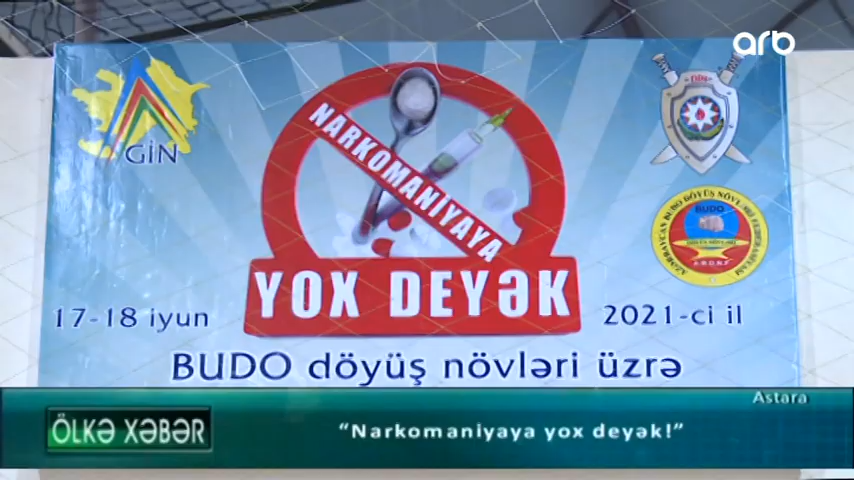 arb
GİN
NARKOMANIYAYA
YOX DEYƏK
BUDO
17-18 iyun
2021-ci il
BUDO döyüş növləri üzrə
Astara
ÖLKƏ XƏBƏR
“Narkomaniyaya yox deyək!”